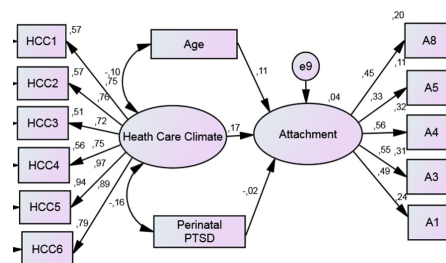 HCC1
HCC2
HCC3
HCC4
HCC5
HCC6
,57
,57
,51
,56
,94
,79
,75
,76
,72
,75
,97
,89
-,10
-,16
Heath Care Climate
Age
Perinatal
PTSD
,11
,17
-,02
e9
,04
Attachment
,45
,33
,56
,55
,49
,20
,11
,32
,31
,24
A8
A5
A4
A3
A1